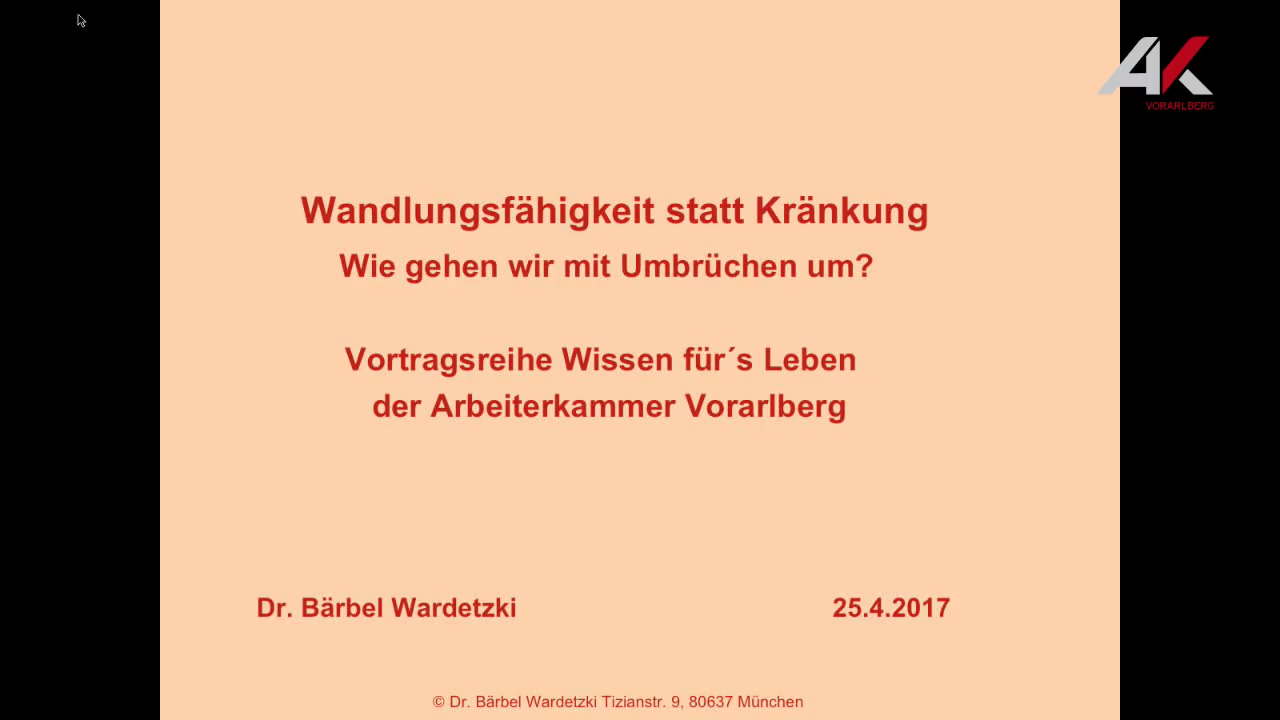 AK
VORARLBERG
Wandlungsfähigkeit statt Kränkung
Wie gehen wir mit Umbrüchen um?
Vortragsreihe Wissen für´s Leben
der Arbeiterkammer Vorarlberg
Dr. Bärbel Wardetzki 25.4.2017
© Dr. Bärbel Wardetzki Tizianstr. 9, 80637 München